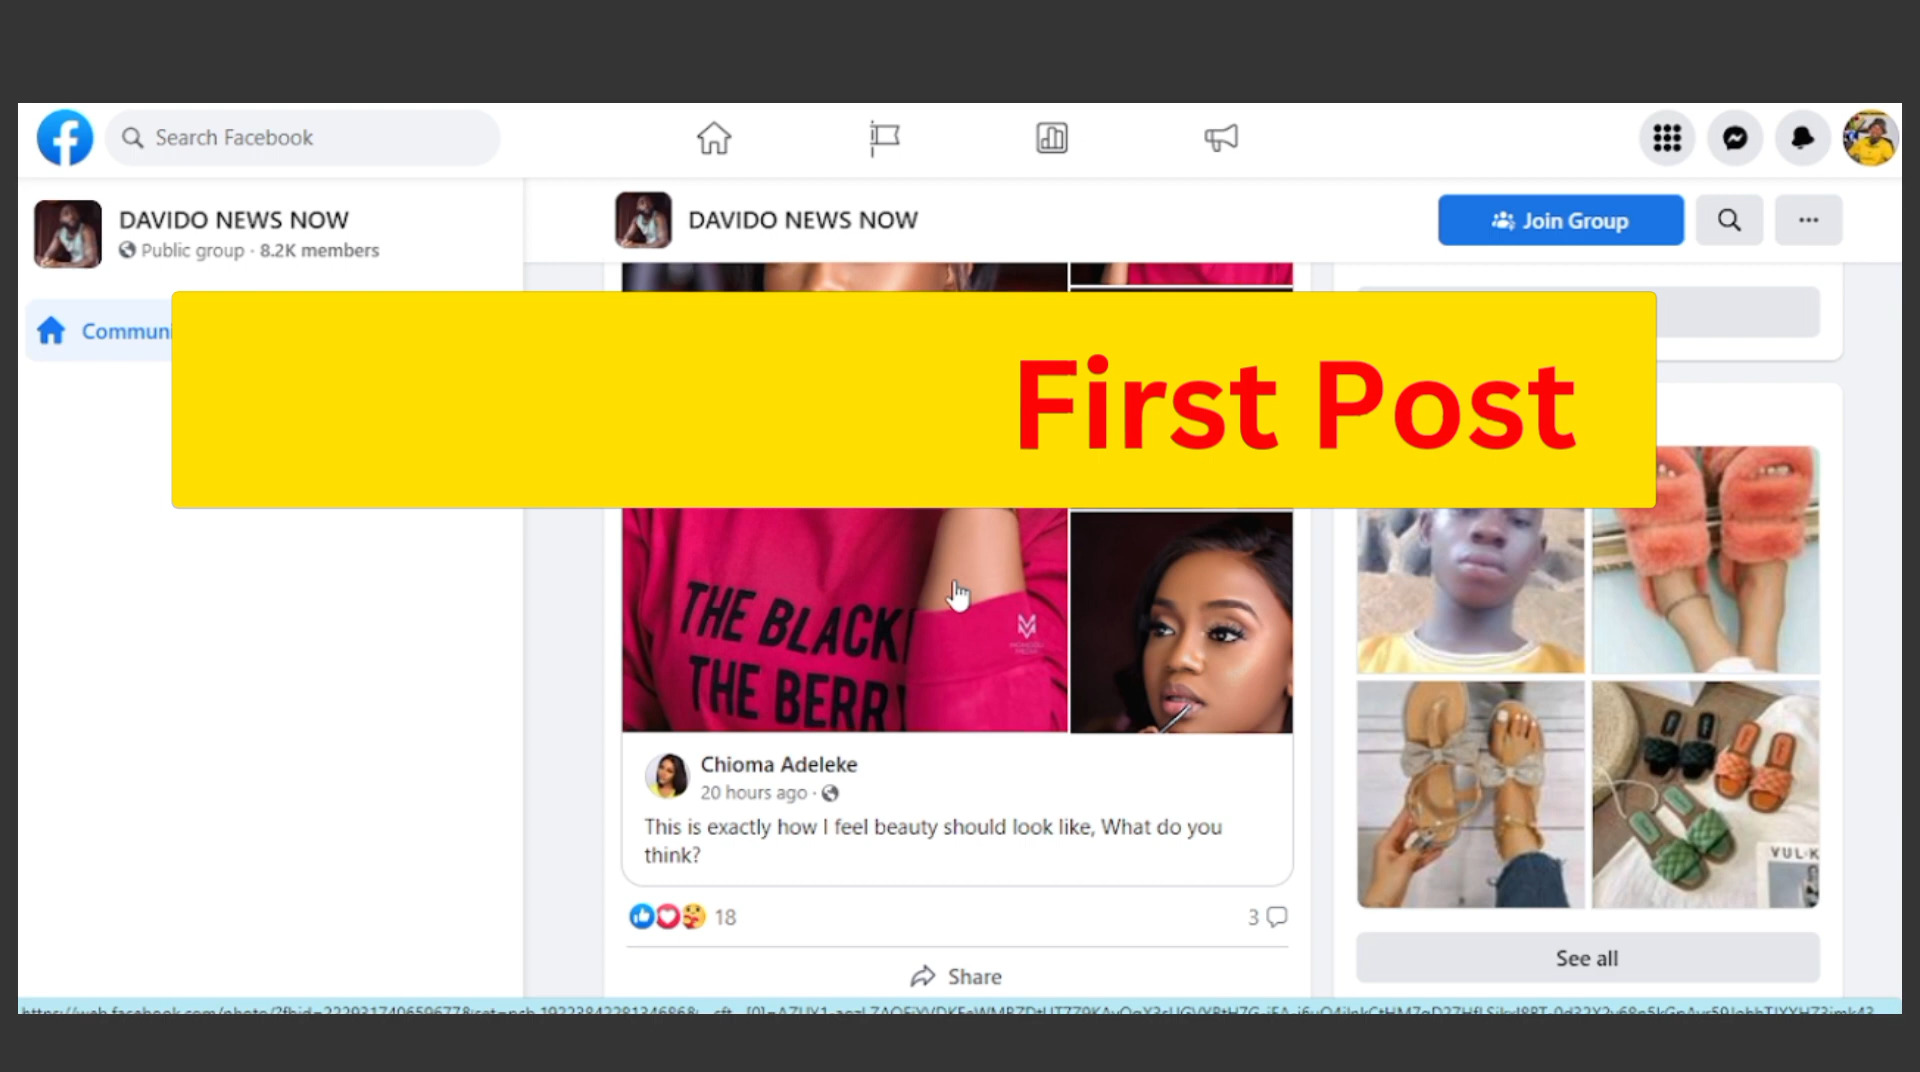 Search Facebook
DAVIDO NEWS NOW
Public group · 8.2K members
DAVIDO NEWS NOW
Join Group
Communi
First Post
THE BLACK
THE BERR
Chioma Adeleke
20 hours ago ·
This is exactly how I feel beauty should look like, What do you
think?
18
3
Share
VUL·K
See all